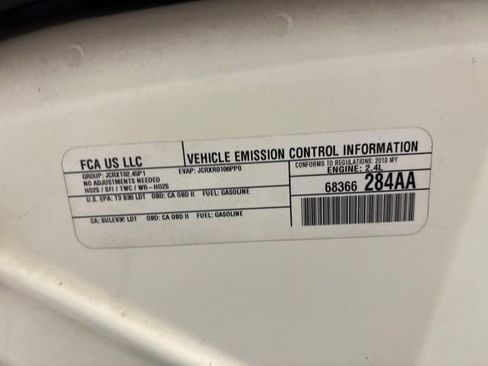 FCA US LLC
VEHICLE EMISSION CONTROL INFORMATION
GROUP: JCRXT02.45P1 EVAP: JCRXR0106PP0
CONFORMS TO REGULATIONS: 2018 MY
NO ADJUSTMENTS NEEDED
ENGINE: 2.4L
HO2S / SFI / TWC / WR-HO2S
68366 284AA
U.S. EPA: T3 B30 LDT OBD: CA OBD II FUEL: GASOLINE
CA: SULEV30 LDT OBD: CA OBD II FUEL: GASOLINE